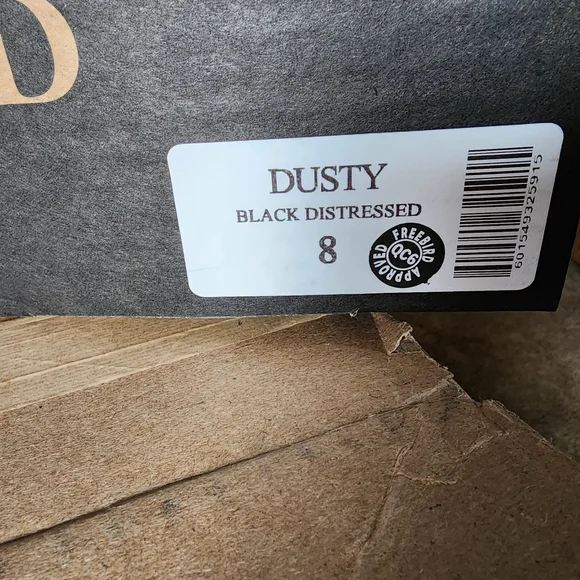 D
DUSTY
BLACK DISTRESSED
8
FREEBIRD
QC6
APPROVED
601549325915